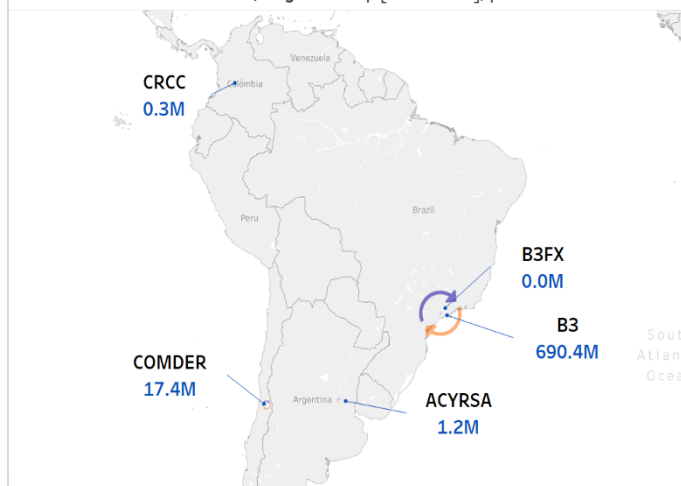 Venezuela
CRCC
0.3M
Colombia
Peru
Brazil
B3FX
0.0M
B3
690.4M
Sout
Atlan
Ocea
COMDER
17.4M
Argentina
ACYRSA
1.2M